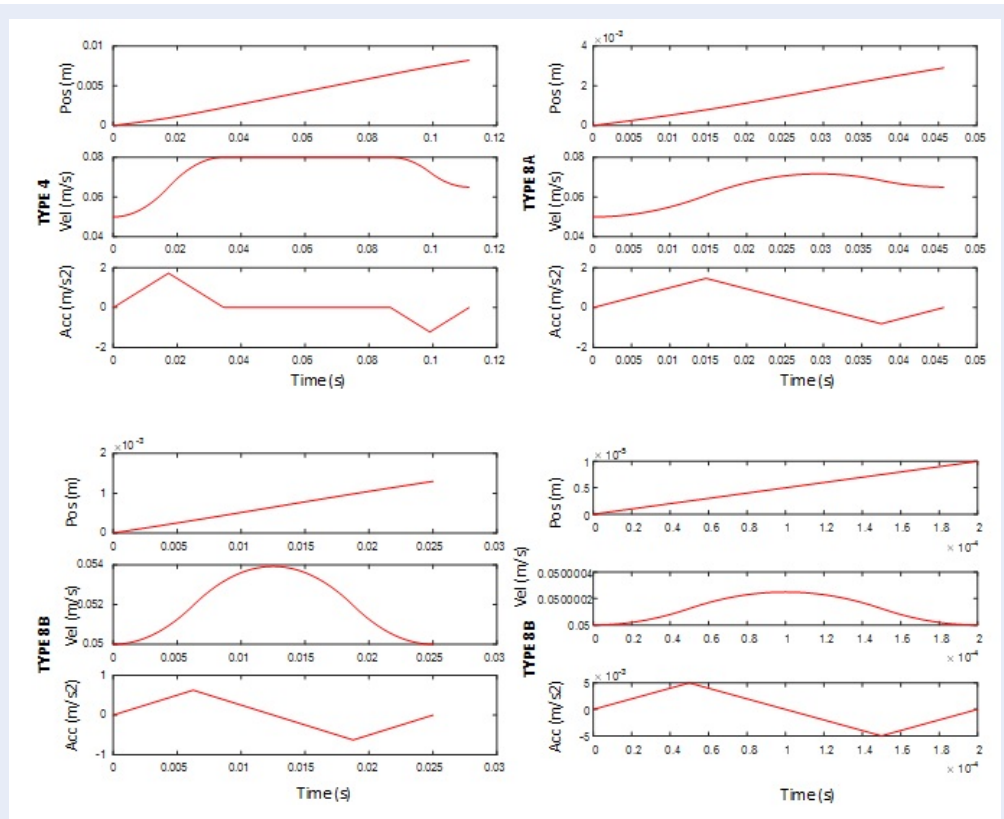 TYPE 4
Pos (m)
0.01
0.005
0
0 0.02 0.04 0.06 0.08 0.1 0.12
Vel (m/s)
0.08
0.06
0.04
0 0.02 0.04 0.06 0.08 0.1 0.12
Acc (m/s2)
2
0
-2
0 0.02 0.04 0.06 0.08 0.1 0.12
Time (s)
TYPE 8A
× 10⁻³
Pos (m)
4
2
0
0 0.005 0.01 0.015 0.02 0.025 0.03 0.035 0.04 0.045 0.05
Vel (m/s)
0.08
0.06
0.04
0 0.005 0.01 0.015 0.02 0.025 0.03 0.035 0.04 0.045 0.05
Acc (m/s2)
2
0
-2
0 0.005 0.01 0.015 0.02 0.025 0.03 0.035 0.04 0.045 0.05
Time (s)
TYPE 8B
× 10⁻³
Pos (m)
2
1
0
0 0.005 0.01 0.015 0.02 0.025 0.03
Vel (m/s)
0.054
0.052
0.05
0 0.005 0.01 0.015 0.02 0.025 0.03
Acc (m/s2)
1
0
-1
0 0.005 0.01 0.015 0.02 0.025 0.03
Time (s)
TYPE 8B
× 10⁻⁵
Pos (m)
1
0.5
0
0 0.2 0.4 0.6 0.8 1 1.2 1.4 1.6 1.8 2
× 10⁻⁴
Vel (m/s)
0.0500004
0.0500002
0.05
0 0.2 0.4 0.6 0.8 1 1.2 1.4 1.6 1.8 2
× 10⁻⁴
× 10⁻³
Acc (m/s2)
5
0
-5
0 0.2 0.4 0.6 0.8 1 1.2 1.4 1.6 1.8 2
× 10⁻⁴
Time (s)